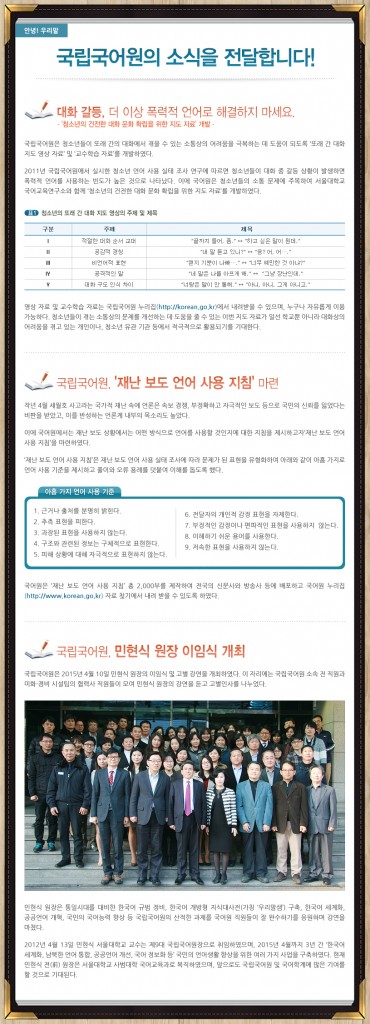 안녕! 우리말
국립국어원의 소식을 전달합니다!
대화 갈등, 더 이상 폭력적 언어로 해결하지 마세요.
- '청소년의 건전한 대화 문화 확립을 위한 지도 자료' 개발 -
국립국어원은 청소년들이 또래 간의 대화에서 겪을 수 있는 소통상의 어려움을 극복하는 데 도움이 되도록 '또래 간 대화
지도 영상 자료' 및 '교수학습 자료'를 개발하였다.
2011년 국립국어원에서 실시한 청소년 언어 사용 실태 조사 연구에 따르면 청소년들이 대화 중 갈등 상황이 발생하면
폭력적 언어를 사용하는 빈도가 높은 것으로 나타났다. 이에 국립국어원은 청소년들의 소통 문제에 주목하여 서울대학교
국어교육연구소와 함께 '청소년의 건전한 대화 문화 확립을 위한 지도 자료'를 개발하였다.
표1 청소년의 또래 간 대화 지도 영상의 주제 및 제목
구분 주제 제목
Ⅰ 적절한 대화 순서 교대 "끝까지 들어, 좀." ↔ "하고 싶은 말이 뭔데."
Ⅱ 공감적 경청 "내 말 듣고 있니?" ↔ "응? 어, 어…."
Ⅲ 비언어적 표현
Ⅳ 공격적인 말 "네 말은 나를 아프게 해." ↔ "그냥 장난인데."
Ⅴ 대화 구도 인식 차이 "너랑은 말이 안 통해." ↔ "아니, 아니, 그게 아니고."
영상 자료 및 교수학습 자료는 국립국어원 누리집(http://korean.go.kr)에서 내려받을 수 있으며, 누구나 자유롭게 이용
가능하다. 청소년들이 겪는 소통상의 문제를 개선하는 데 도움을 줄 수 있는 이번 지도 자료가 일선 학교뿐 아니라 대화상의
어려움을 겪고 있는 개인이나, 청소년 유관 기관 등에서 적극적으로 활용되기를 기대한다.
국립국어원, '재난 보도 언어 사용 지침' 마련
작년 4월 세월호 사고라는 국가적 재난 속에 언론은 속보 경쟁, 부정확하고 자극적인 보도 등으로 국민의 신뢰를 잃었다는
비판을 받았고, 이를 반성하는 언론계 내부의 목소리도 높았다.
이에 국어원에서는 재난 보도 상황에서는 어떤 방식으로 언어를 사용할 것인지에 대한 지침을 제시하고자'재난 보도 언어
사용 지침'을 마련하였다.
'재난 보도 언어 사용 지침'은 재난 보도 언어 사용 실태 조사에 따라 문제가 된 표현을 유형화하여 아래와 같이 아홉 가지로
언어 사용 기준을 제시하고 풀이와 오류 용례를 덧붙여 이해를 돕도록 했다.
아홉 가지 언어 사용 기준
1. 근거나 출처를 분명히 밝힌다.
2. 추측 표현을 피한다.
3. 과장된 표현을 사용하지 않는다.
4. 구조와 관련된 정보는 구체적으로 표현한다.
5. 피해 상황에 대해 자극적으로 표현하지 않는다.
6. 전달자의 개인적 감정 표현을 자제한다.
7. 부정적인 감정이나 편파적인 표현을 사용하지 않는다.
8. 이해하기 쉬운 용어를 사용한다.
9. 저속한 표현을 사용하지 않는다.
국어원은 '재난 보도 언어 사용 지침' 총 2,000부를 제작하여 전국의 신문사와 방송사 등에 배포하고 국어원 누리집
(http://www.korean.go.kr) 자료 찾기에서 내려 받을 수 있도록 하였다.
국립국어원, 민현식 원장 이임식 개최
국립국어원은 2015년 4월 10일 민현식 원장의 이임식 및 고별 강연을 개최하였다. 이 자리에는 국립국어원 소속 전 직원과
미화·경비 시설팀의 협력사 직원들이 모여 민현식 원장의 강연을 듣고 고별인사를 나누었다.
민현식 원장은 통일시대를 대비한 한국어 규범 정비, 한국어 개방형 지식대사전(가칭 '우리말샘') 구축, 한국어 세계화,
공공언어 개혁, 국민의 국어능력 향상 등 국립국어원의 산적한 과제를 국어원 직원들이 잘 완수하기를 응원하며 강연을
마쳤다.
2012년 4월 13일 민현식 서울대학교 교수는 제9대 국립국어원장으로 취임하였으며, 2015년 4월까지 3년 간 '한국어
세계화, 남북한 언어 통합, 공공언어 개선, 국어 정보화 등' 국민의 언어생활 향상을 위한 여러 가지 사업을 구축하였다. 현재
민현식 전(前) 원장은 서울대학교 사범대학 국어교육과로 복직하였으며, 앞으로도 국립국어원 및 국어학계에 많은 기여를
할 것으로 기대된다.